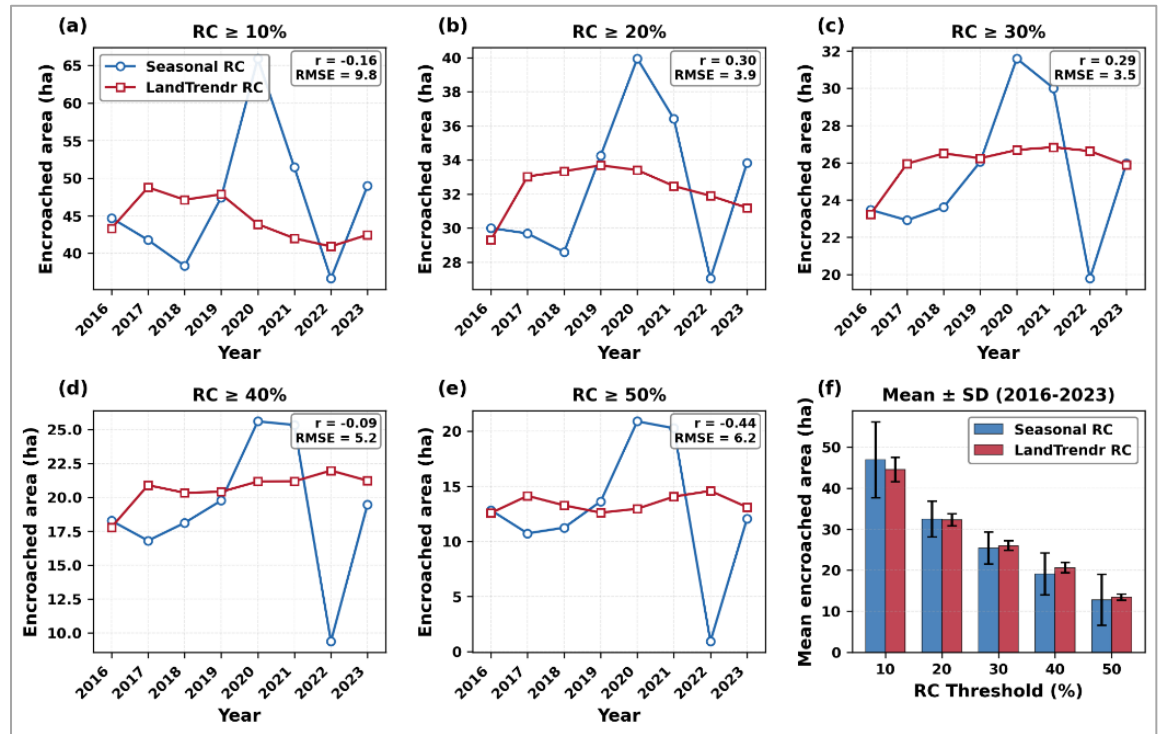 (a)
RC ≥ 10%
Encroached area (ha)
65
60
55
50
45
40
Seasonal RC
LandTrendr RC
r = -0.16
RMSE = 9.8
2016
2017
2018
2019
2020
2021
2022
2023
Year
(b)
RC ≥ 20%
Encroached area (ha)
40
38
36
34
32
30
28
r = 0.30
RMSE = 3.9
2016
2017
2018
2019
2020
2021
2022
2023
Year
(c)
RC ≥ 30%
Encroached area (ha)
32
30
28
26
24
22
20
r = 0.29
RMSE = 3.5
2016
2017
2018
2019
2020
2021
2022
2023
Year
(d)
RC ≥ 40%
Encroached area (ha)
25.0
22.5
20.0
17.5
15.0
12.5
10.0
r = -0.09
RMSE = 5.2
2016
2017
2018
2019
2020
2021
2022
2023
Year
(e)
RC ≥ 50%
Encroached area (ha)
20
15
10
5
0
r = -0.44
RMSE = 6.2
2016
2017
2018
2019
2020
2021
2022
2023
Year
(f)
Mean ± SD (2016-2023)
Mean encroached area (ha)
50
40
30
20
10
0
Seasonal RC
LandTrendr RC
10
20
30
40
50
RC Threshold (%)